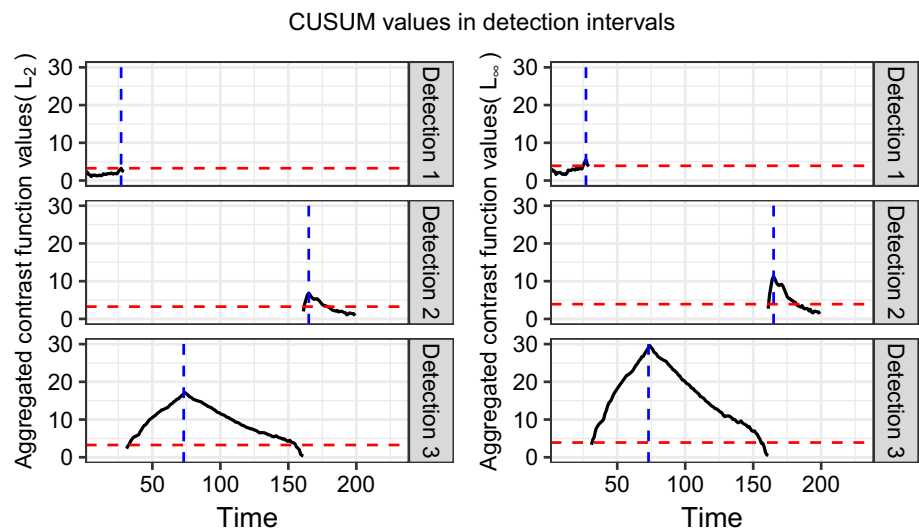 CUSUM values in detection intervals
Aggregated contrast function values( L2 )
30
20
10
0
Detection 1
30
20
10
0
Detection 2
30
20
10
0
Detection 3
50
100
150
200
Time
Aggregated contrast function values( L∞ )
30
20
10
0
Detection 1
30
20
10
0
Detection 2
30
20
10
0
Detection 3
50
100
150
200
Time